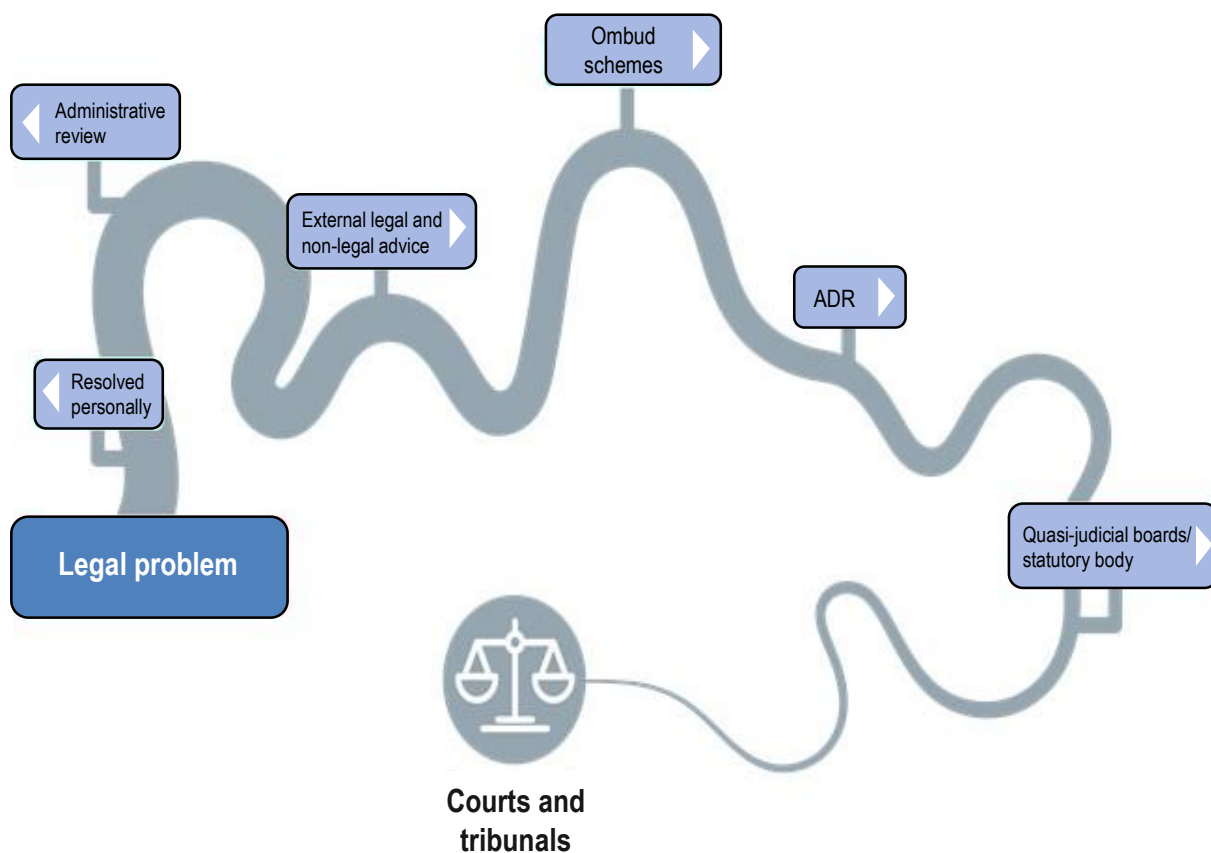 Ombud
schemes
Administrative
review
External legal and
non-legal advice
ADR
Resolved
personally
Quasi-judicial boards/
statutory body
Legal problem
Courts and
tribunals